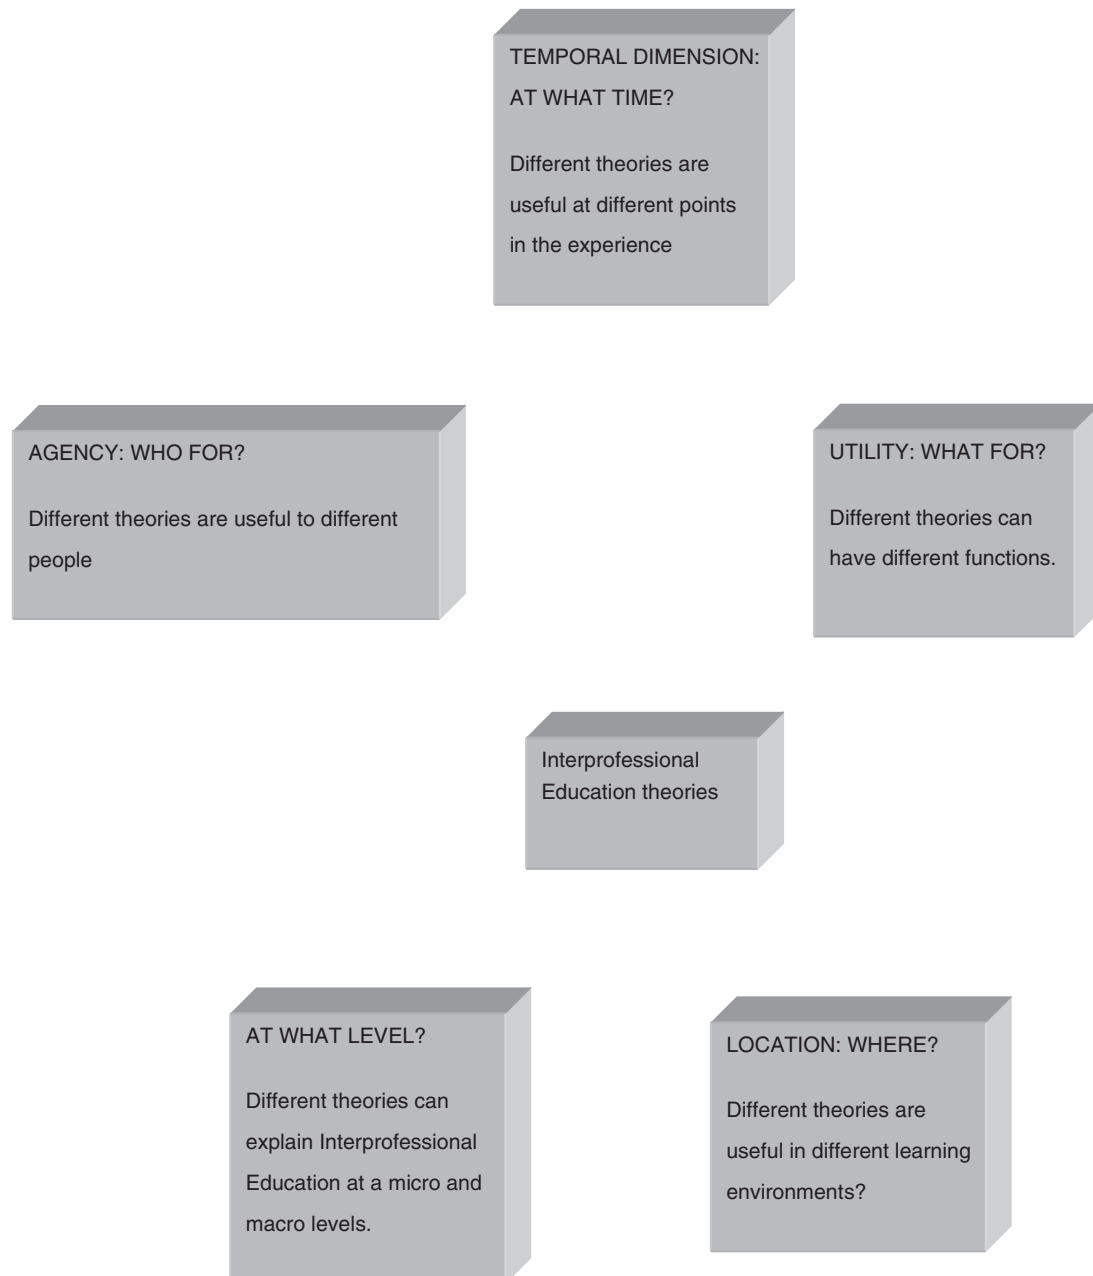 TEMPORAL DIMENSION:
AT WHAT TIME?
Different theories are
useful at different points
in the experience
AGENCY: WHO FOR?
Different theories are useful to different
people
UTILITY: WHAT FOR?
Different theories can
have different functions.
Interprofessional
Education theories
AT WHAT LEVEL?
Different theories can
explain Interprofessional
Education at a micro and
macro levels.
LOCATION: WHERE?
Different theories are
useful in different learning
environments?